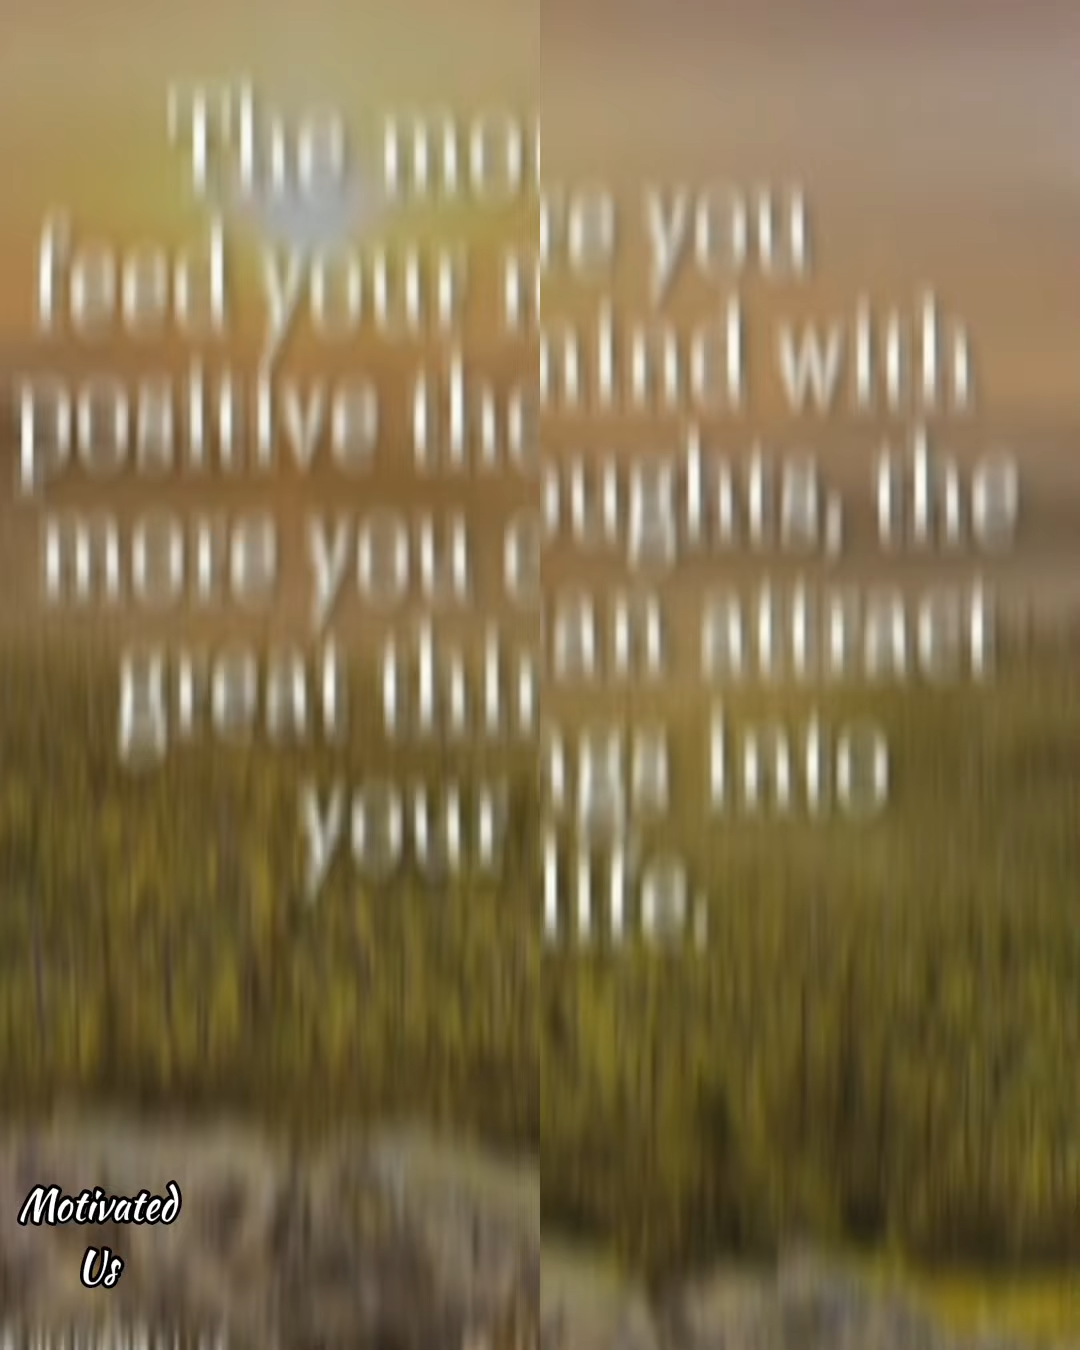 The more you
feed your mind with
positive thoughts, the
more you can attract
great things into
your life.
Motivated
Us